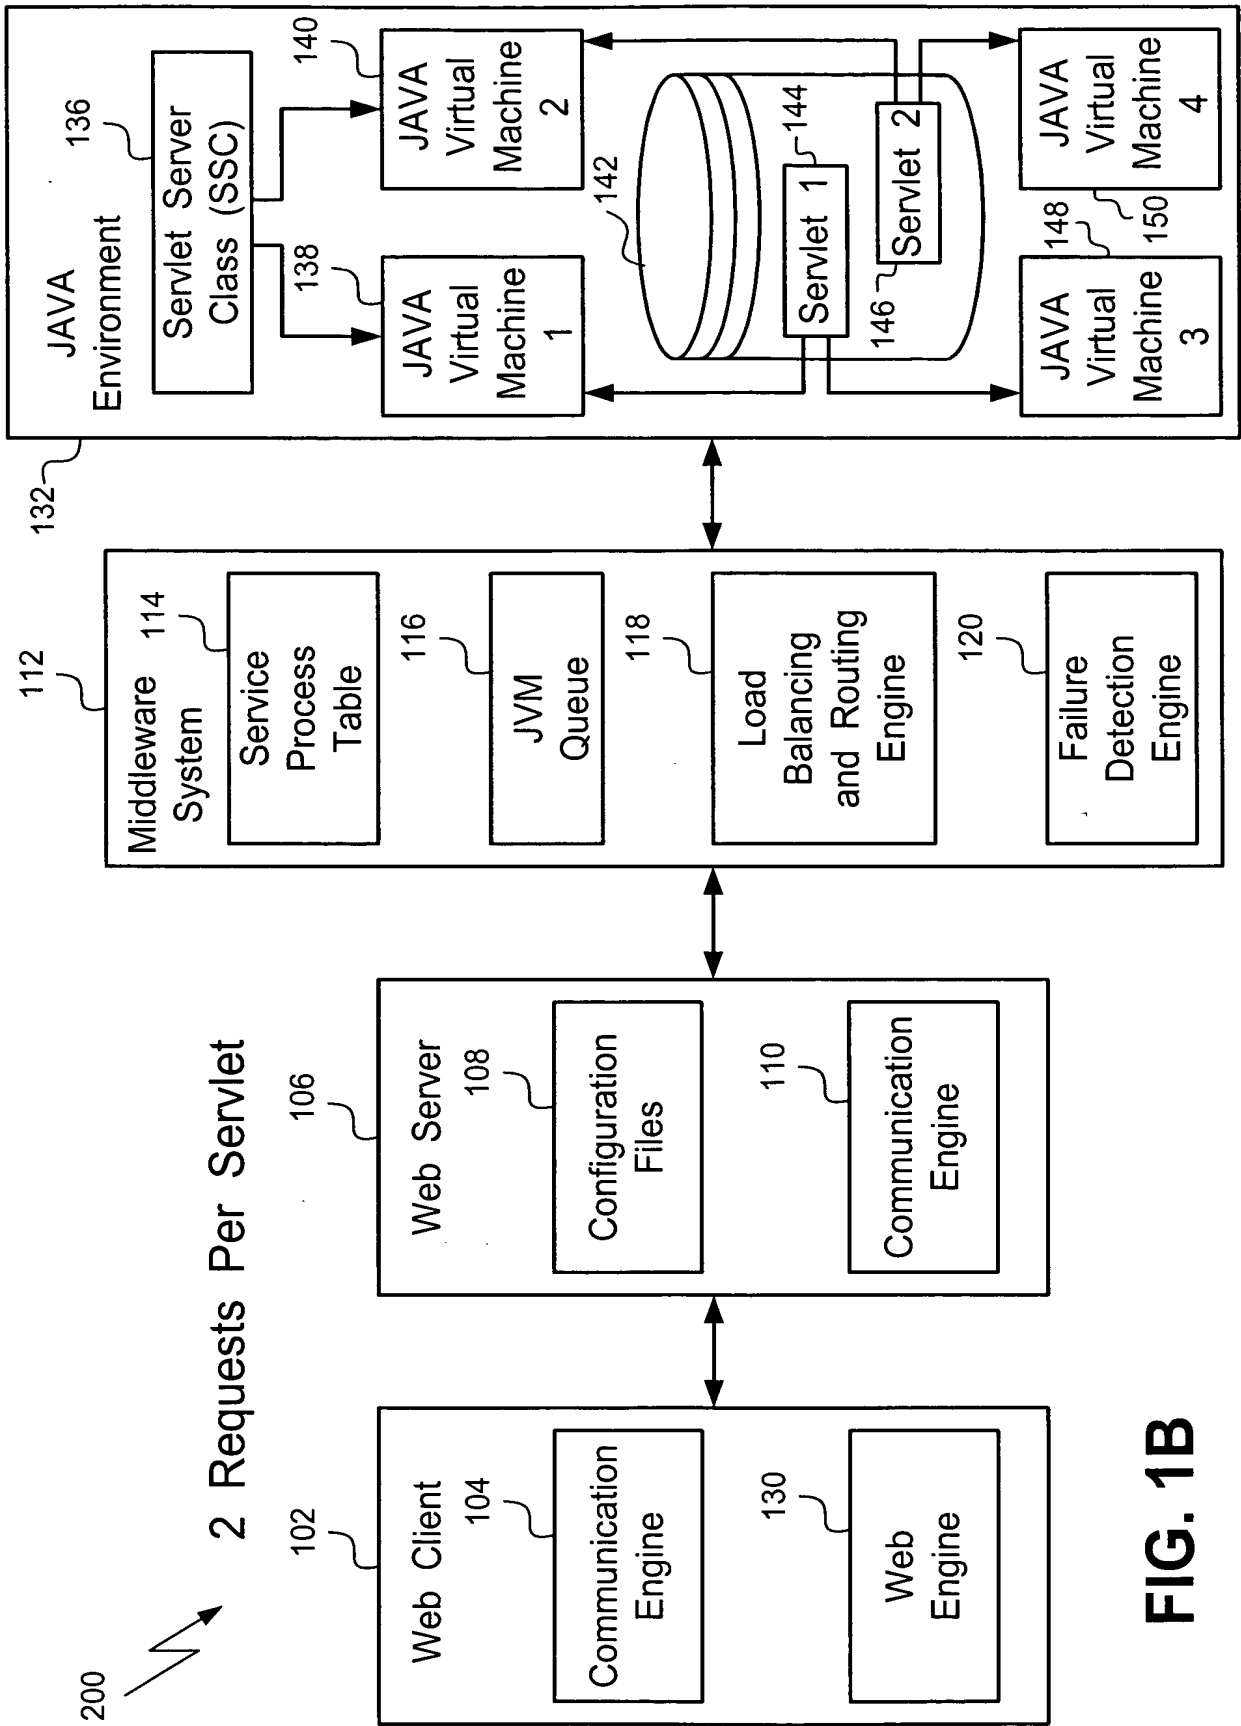 200
2 Requests Per Servlet
102
Web Client
104
Communication
Engine
130
Web
Engine
106
Web Server
108
Configuration
Files
110
Communication
Engine
112
Middleware
System
114
Service
Process
Table
116
JVM
Queue
118
Load
Balancing
and Routing
Engine
120
Failure
Detection
Engine
132
JAVA
Environment
136
Servlet Server
Class (SSC)
138
JAVA
Virtual
Machine
1
140
JAVA
Virtual
Machine
2
142
Servlet 1
144
Servlet 2
146
JAVA
Virtual
Machine
3
148
JAVA
Virtual
Machine
4
150
FIG. 1B